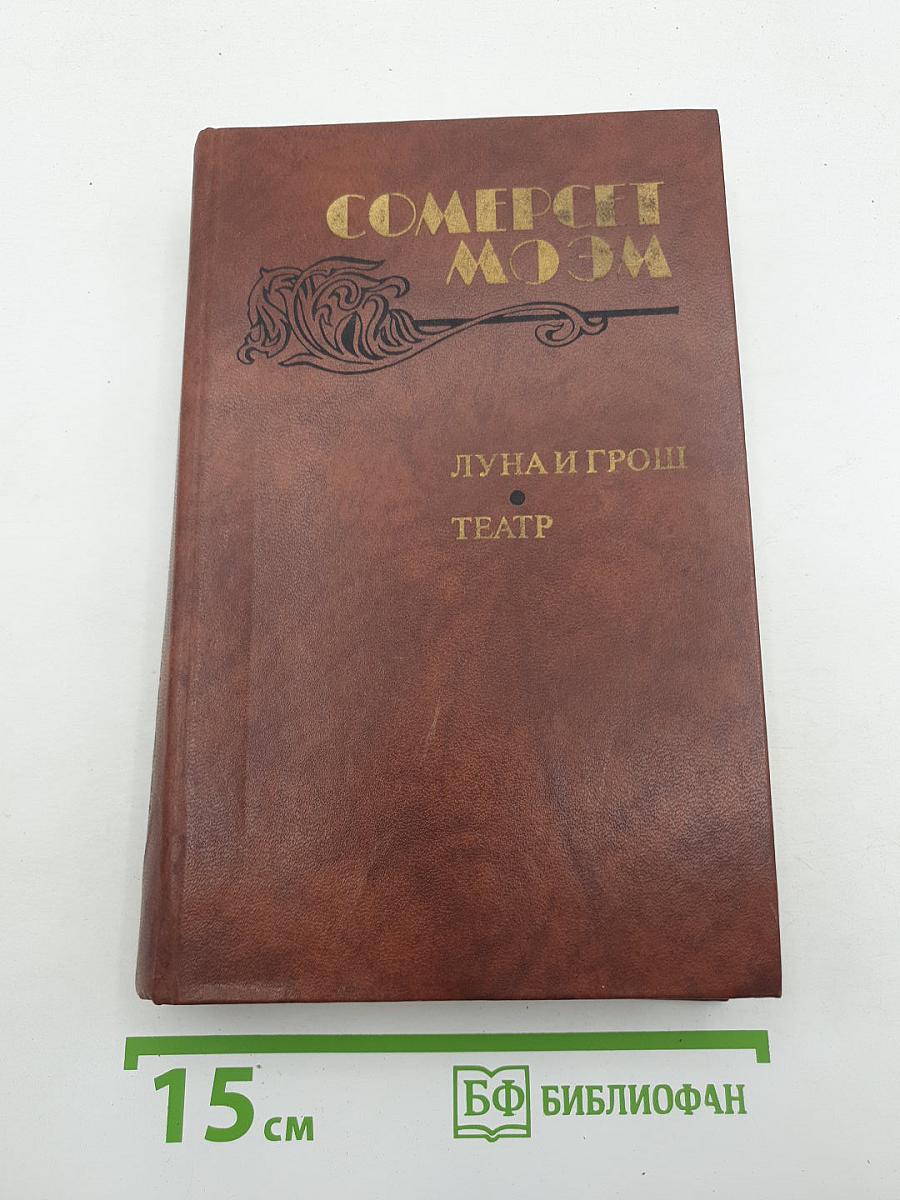 СОМЕРСЕТ
МОЭМ
ЛУНА И ГРОШ
ТЕАТР
15 см
БФ БИБЛИОФАН